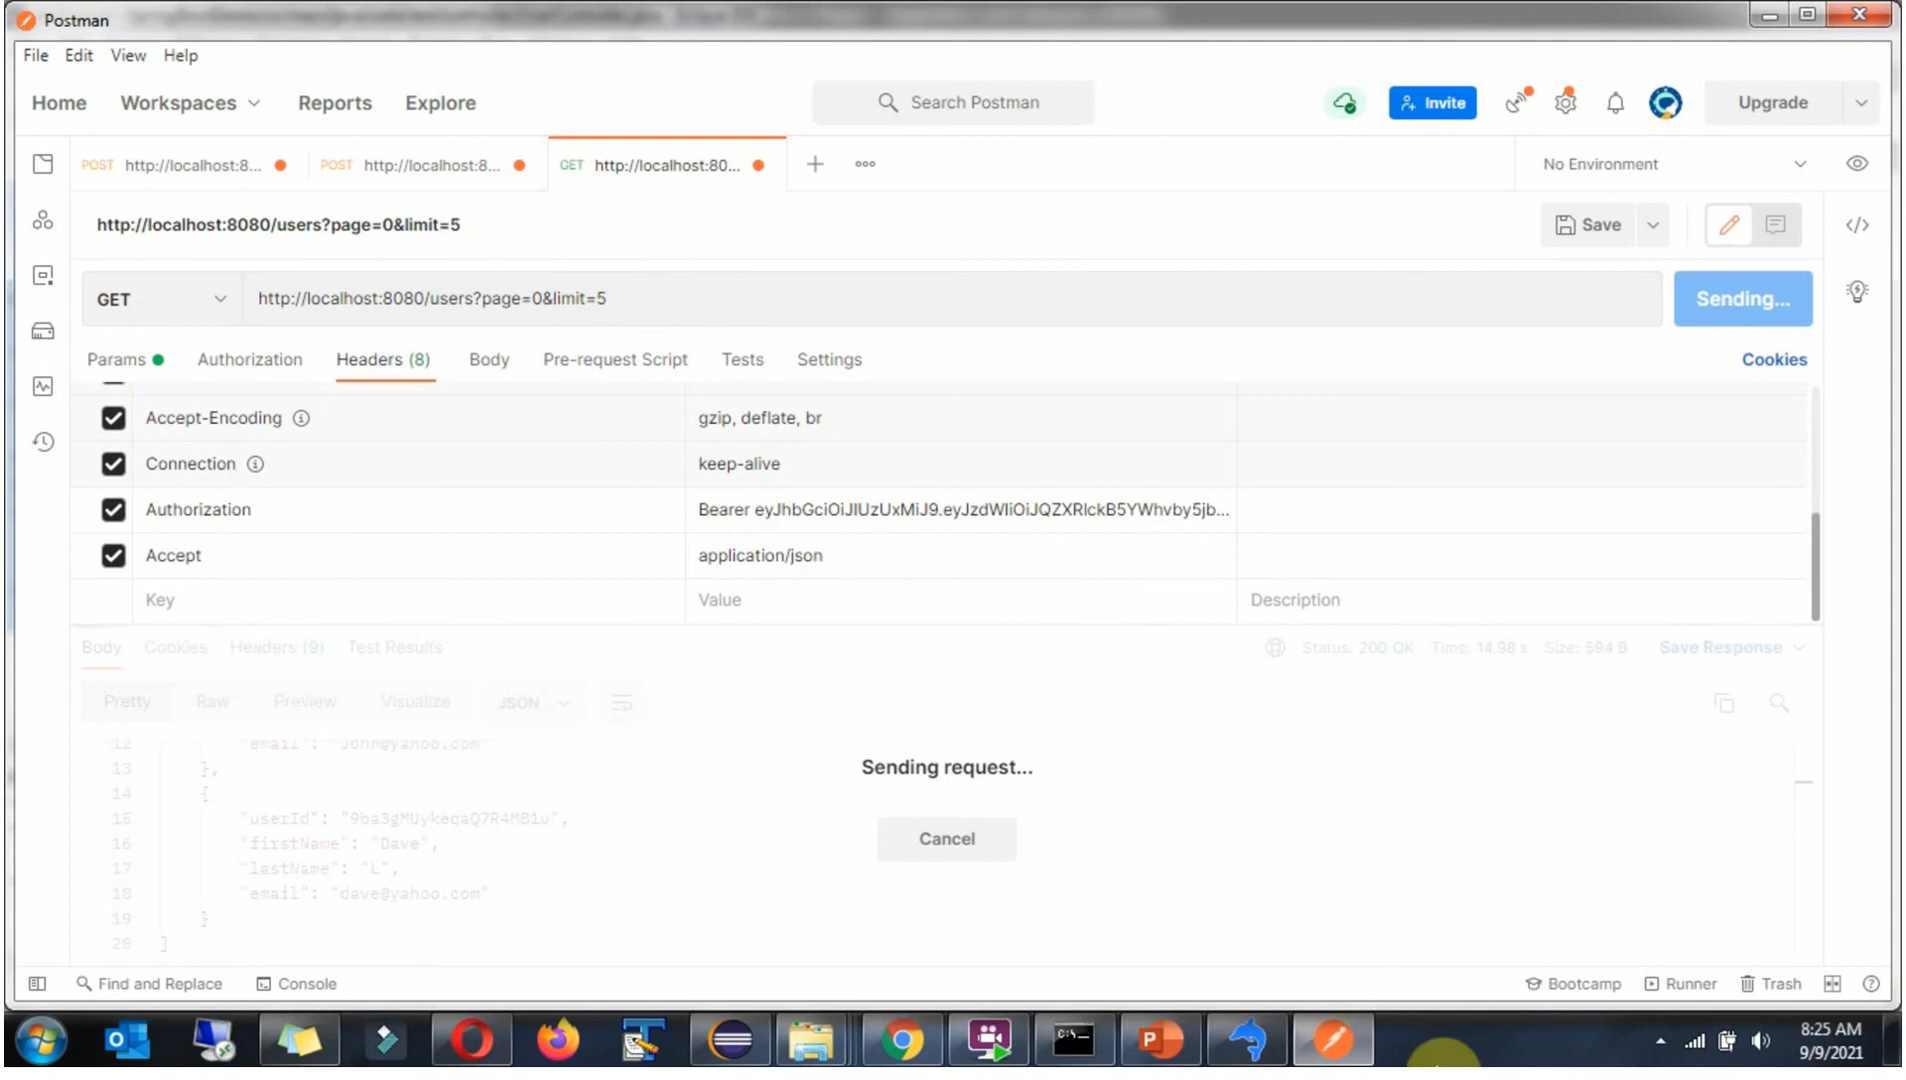 Postman
File Edit View Help
Home Workspaces Reports Explore
Search Postman
Invite
Upgrade
POST http://localhost:8...
POST http://localhost:8...
GET http://localhost:80...
No Environment
http://localhost:8080/users?page=0&limit=5
Save
GET http://localhost:8080/users?page=0&limit=5
Sending...
Params Authorization Headers (8) Body Pre-request Script Tests Settings
Cookies
Accept-Encoding gzip, deflate, br
Connection keep-alive
Authorization Bearer eyJhbGciOiJIUzUxMiJ9.eyJzdWIiOiJQZXRlckB5YWhvby5jb...
Accept application/json
Key Value Description
Body Cookies Headers (9) Test Results
Status: 200 OK Time: 14.98 s Size: 594 B Save Response
Pretty Raw Preview Visualize JSON
12 "email": "John@yahoo.com"
13 },
14 {
15 "userId": "9ba3gMUykeqaQ7R4MB1u",
16 "firstName": "Dave",
17 "lastName": "L",
18 "email": "dave@yahoo.com"
19 }
20 ]
Sending request...
Cancel
Find and Replace Console
Bootcamp Runner Trash
8:25 AM
9/9/2021